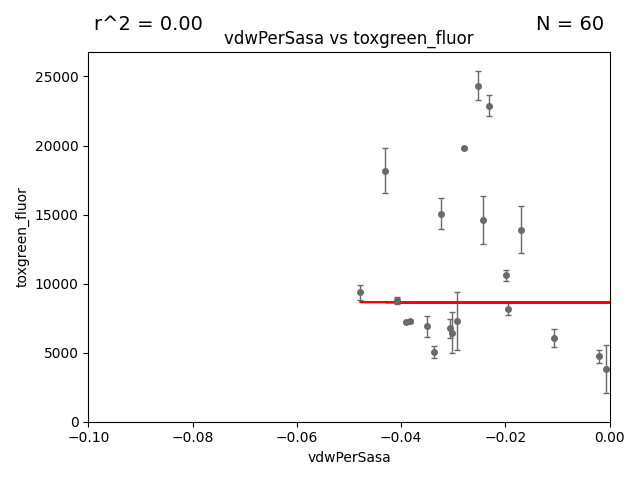 r^2 = 0.00
N = 60
vdwPerSasa vs toxgreen_fluor
25000
20000
15000
10000
5000
0
toxgreen_fluor
−0.10
−0.08
−0.06
−0.04
−0.02
0.00
vdwPerSasa